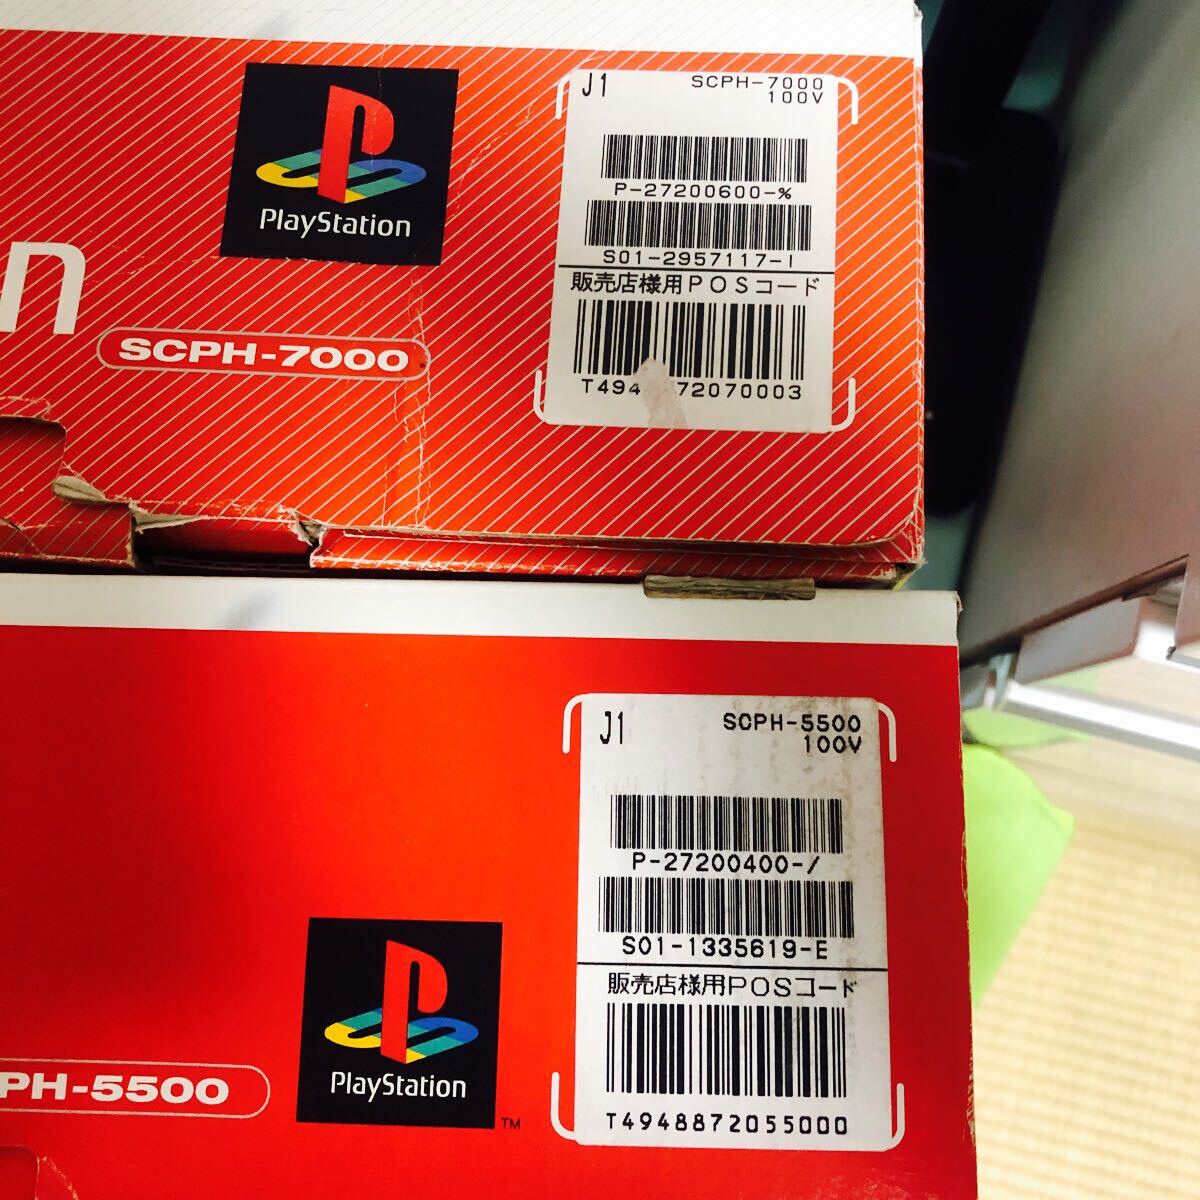 PlayStation
n
SCPH-7000
J1
SCPH-7000
100V
P-27200600-%
S01-2957117-I
販売店様用POSコード
T494 72070003
PlayStation
TM
PH-5500
J1
SCPH-5500
100V
P-27200400-/
S01-1335619-E
販売店様用POSコード
T4948872055000